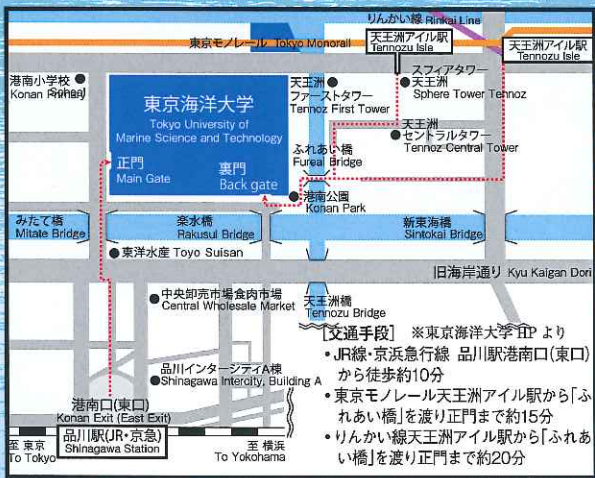 りんかい線 Rinkai Line
東京モノレール Tokyo Monorail
天王洲アイル駅
Tennozu Isle
天王洲アイル駅
Tennozu Isle
港南小学校
Konan Primary
School
東京海洋大学
Tokyo University of
Marine Science and Technology
天王洲
ファーストタワー
Tennoz First Tower
スフィアタワー
天王洲
Sphere Tower Tennoz
天王洲
セントラルタワー
Tennoz Central Tower
正門
Main Gate
裏門
Back gate
ふれあい橋
Fureai Bridge
港南公園
Konan Park
みたて橋
Mitate Bridge
楽水橋
Rakusui Bridge
新東海橋
Sintokai Bridge
東洋水産 Toyo Suisan
旧海岸通り Kyu Kaigan Dori
中央卸売市場食肉市場
Central Wholesale Market
天王洲橋
Tennozu Bridge
品川インターシティA棟
Shinagawa Intercity, Building A
港南口(東口)
Konan Exit (East Exit)
品川駅(JR・京急)
Shinagawa Station
至 東京
To Tokyo
至 横浜
To Yokohama
[交通手段] ※東京海洋大学 HP より
・JR線・京浜急行線 品川駅港南口(東口)
から徒歩約10分
・東京モノレール天王洲アイル駅から「ふ
れあい橋」を渡り正門まで約15分
・りんかい線天王洲アイル駅から「ふれあ
い橋」を渡り正門まで約20分